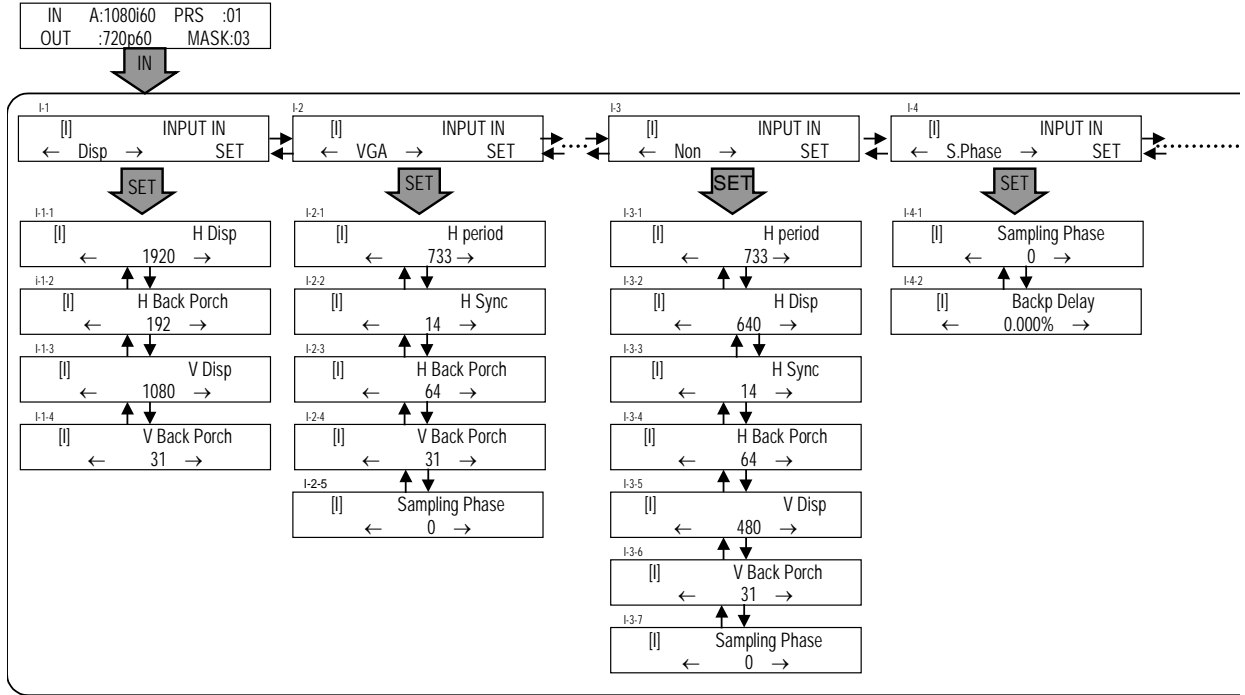 IN A:1080i60 PRS :01
OUT :720p60 MASK:03
IN
I-1
[I] INPUT IN
← Disp → SET
SET
I-1-1
[I] H Disp
← 1920 →
i-1-2
[I] H Back Porch
← 192 →
I-1-3
[I] V Disp
← 1080 →
I-1-4
[I] V Back Porch
← 31 →
I-2
[I] INPUT IN
← VGA → SET
SET
I-2-1
[I] H period
← 733 →
I-2-2
[I] H Sync
← 14 →
I-2-3
[I] H Back Porch
← 64 →
I-2-4
[I] V Back Porch
← 31 →
I-2-5
[I] Sampling Phase
← 0 →
I-3
[I] INPUT IN
← Non → SET
SET
I-3-1
[I] H period
← 733 →
I-3-2
[I] H Disp
← 640 →
I-3-3
[I] H Sync
← 14 →
I-3-4
[I] H Back Porch
← 64 →
I-3-5
[I] V Disp
← 480 →
I-3-6
[I] V Back Porch
← 31 →
I-3-7
[I] Sampling Phase
← 0 →
I-4
[I] INPUT IN
← S.Phase → SET
SET
I-4-1
[I] Sampling Phase
← 0 →
I-4-2
[I] Backp Delay
← 0.000% →